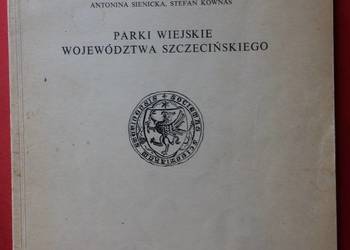 ANTONINA SIENICKA, STEFAN KOWNAS
PARKI WIEJSKIE
WOJEWÓDZTWA SZCZECIŃSKIEGO